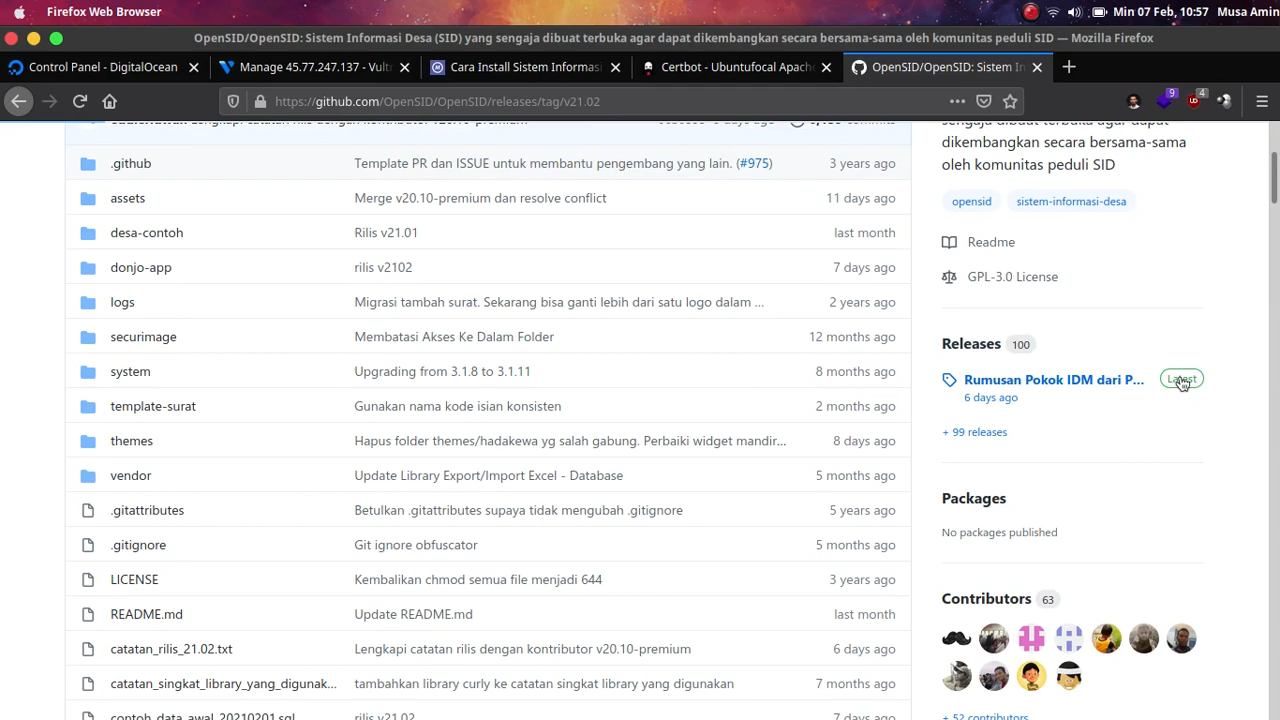 Firefox Web Browser
Min 07 Feb, 10:57
Musa Amin
OpenSID/OpenSID: Sistem Informasi Desa (SID) yang sengaja dibuat terbuka agar dapat dikembangkan secara bersama-sama oleh komunitas peduli SID — Mozilla Firefox
Control Panel - DigitalOcean
Manage 45.77.247.137 - Vultr
Cara Install Sistem Informasi
Certbot - Ubuntufocal Apach
OpenSID/OpenSID: Sistem In
https://github.com/OpenSID/OpenSID/releases/tag/v21.02
9
4
sengaja dibuat terbuka agar dapat
dikembangkan secara bersama-sama
oleh komunitas peduli SID
opensid
sistem-informasi-desa
Readme
GPL-3.0 License
Releases 100
Rumusan Pokok IDM dari P...
Latest
6 days ago
+ 99 releases
Packages
No packages published
Contributors 63
+ 52 contributors
.github
Template PR dan ISSUE untuk membantu pengembang yang lain. (#975)
3 years ago
assets
Merge v20.10-premium dan resolve conflict
11 days ago
desa-contoh
Rilis v21.01
last month
donjo-app
rilis v2102
7 days ago
logs
Migrasi tambah surat. Sekarang bisa ganti lebih dari satu logo dalam ...
2 years ago
securimage
Membatasi Akses Ke Dalam Folder
12 months ago
system
Upgrading from 3.1.8 to 3.1.11
8 months ago
template-surat
Gunakan nama kode isian konsisten
2 months ago
themes
Hapus folder themes/hadakewa yg salah gabung. Perbaiki widget mandir...
8 days ago
vendor
Update Library Export/Import Excel - Database
5 months ago
.gitattributes
Betulkan .gitattributes supaya tidak mengubah .gitignore
5 years ago
.gitignore
Git ignore obfuscator
5 months ago
LICENSE
Kembalikan chmod semua file menjadi 644
3 years ago
README.md
Update README.md
last month
catatan_rilis_21.02.txt
Lengkapi catatan rilis dengan kontributor v20.10-premium
6 days ago
catatan_singkat_library_yang_digunak...
Tambahkan library curly ke catatan singkat library yang digunakan
7 months ago
contoh_data_awal_20210201.sql
rilis v21.02
7 days ago